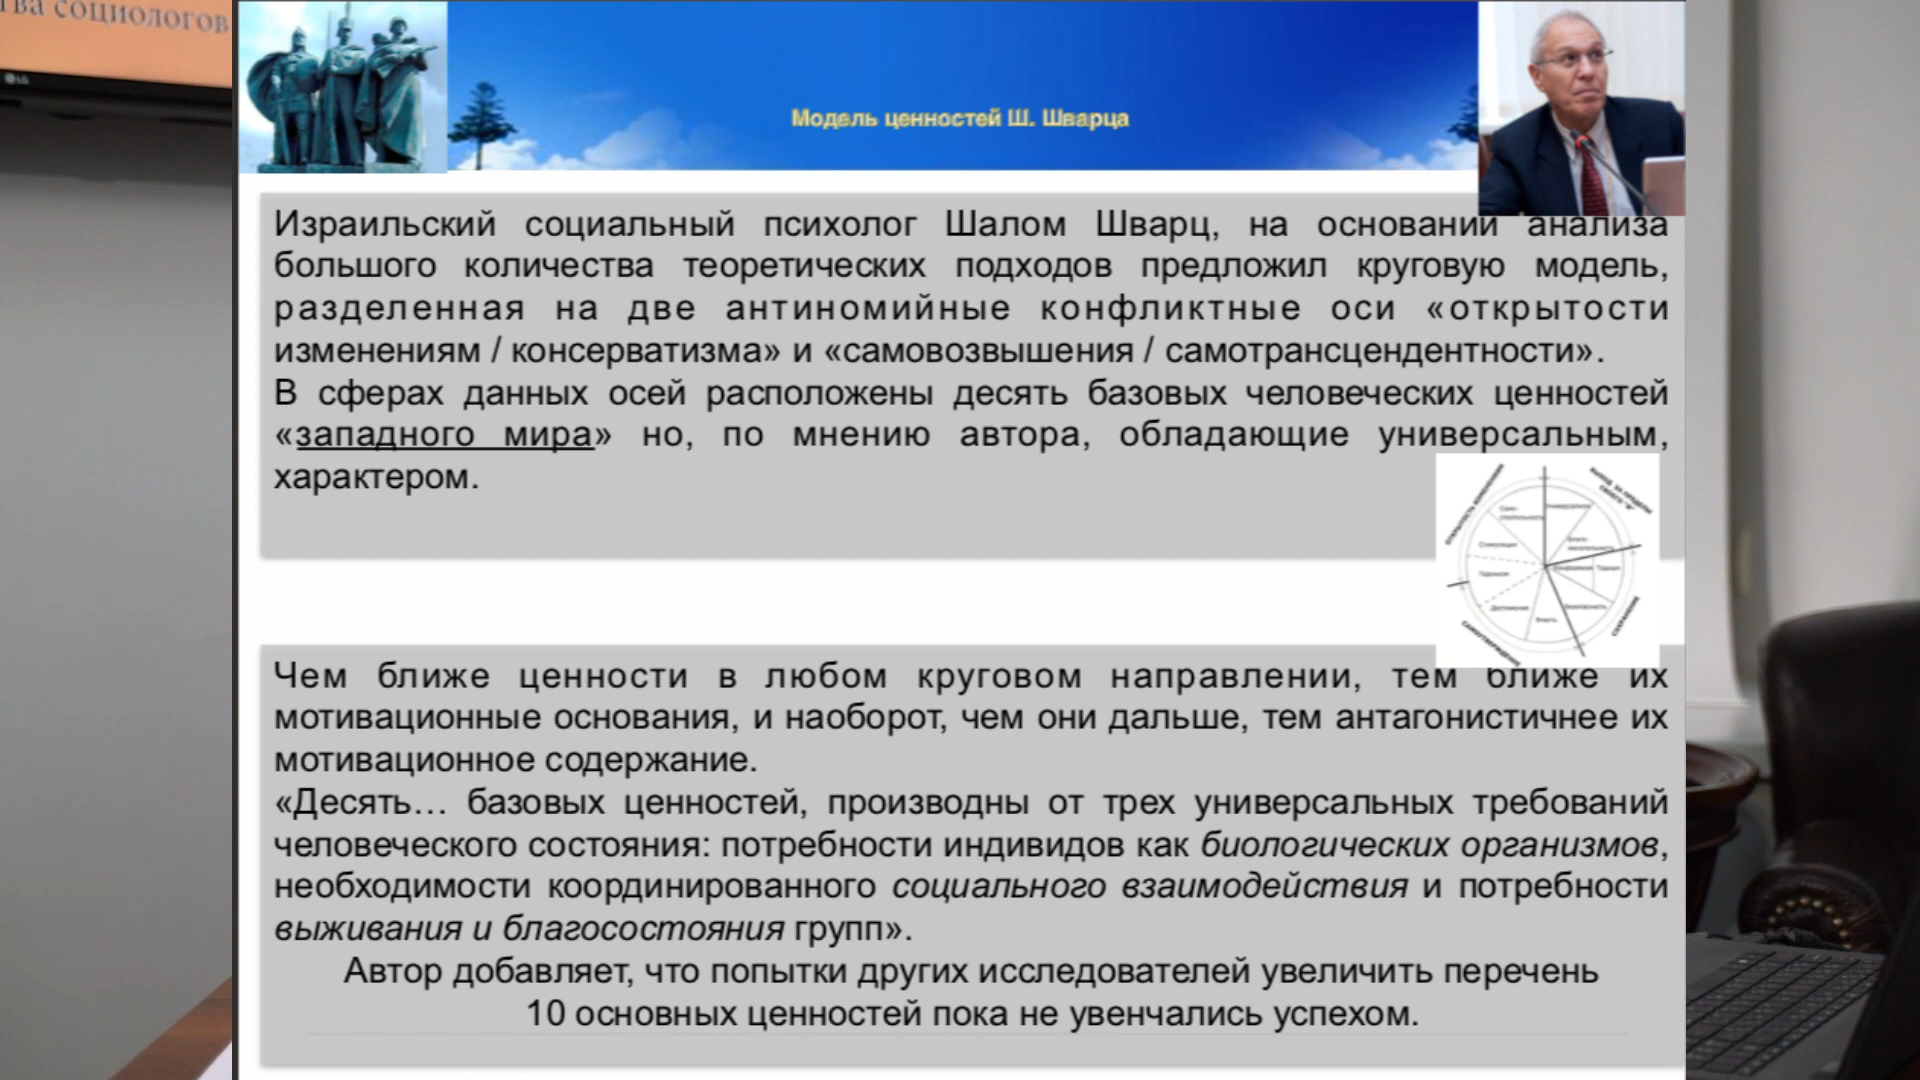 тва социологов
LG
Модель ценностей Ш. Шварца
Израильский социальный психолог Шалом Шварц, на основании анализа
большого количества теоретических подходов предложил круговую модель,
разделенная на две антиномийные конфликтные оси «открытости
изменениям / консерватизма» и «самовозвышения / самотрансцендентности».
В сферах данных осей расположены десять базовых человеческих ценностей
«западного мира» но, по мнению автора, обладающие универсальным,
характером.
Чем ближе ценности в любом круговом направлении, тем ближе их
мотивационные основания, и наоборот, чем они дальше, тем антагонистичнее их
мотивационное содержание.
«Десять… базовых ценностей, производны от трех универсальных требований
человеческого состояния: потребности индивидов как биологических организмов,
необходимости координированного социального взаимодействия и потребности
выживания и благосостояния групп».
Автор добавляет, что попытки других исследователей увеличить перечень
10 основных ценностей пока не увенчались успехом.